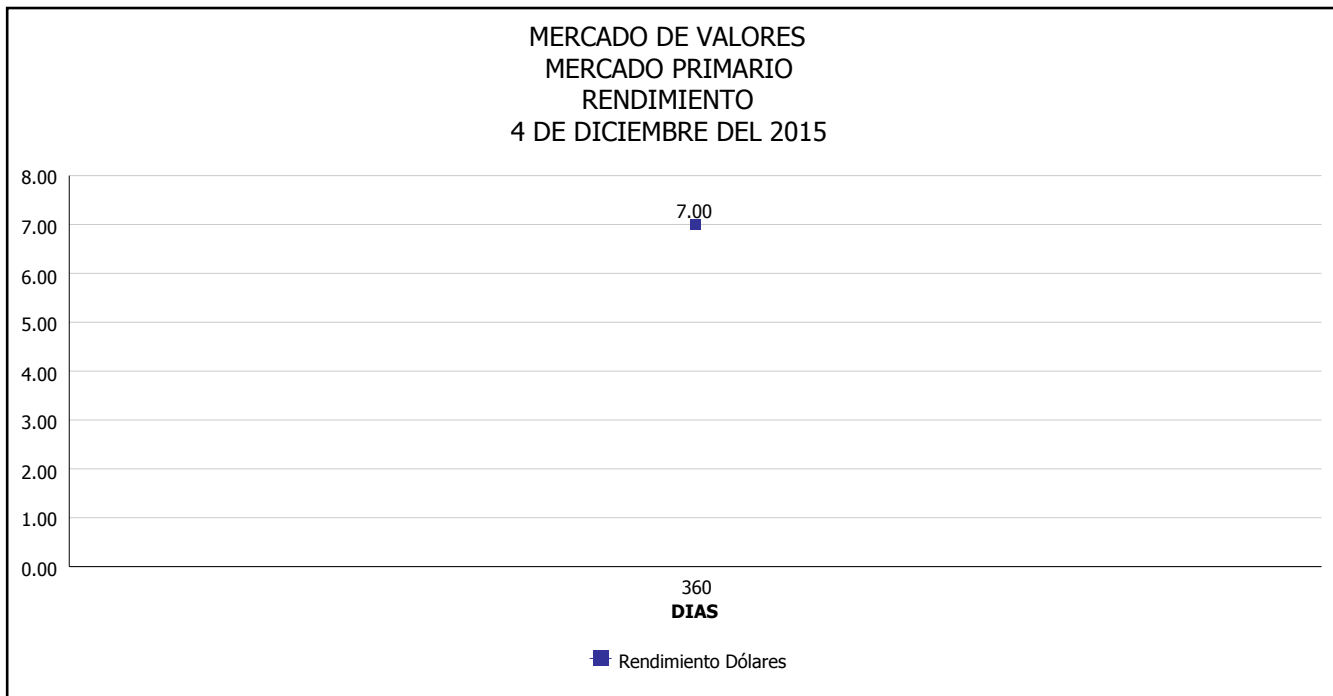 MERCADO DE VALORES
MERCADO PRIMARIO
RENDIMIENTO
4 DE DICIEMBRE DEL 2015
8.00
7.00
7.00
6.00
5.00
4.00
3.00
2.00
1.00
0.00
360
DIAS
Rendimiento Dólares